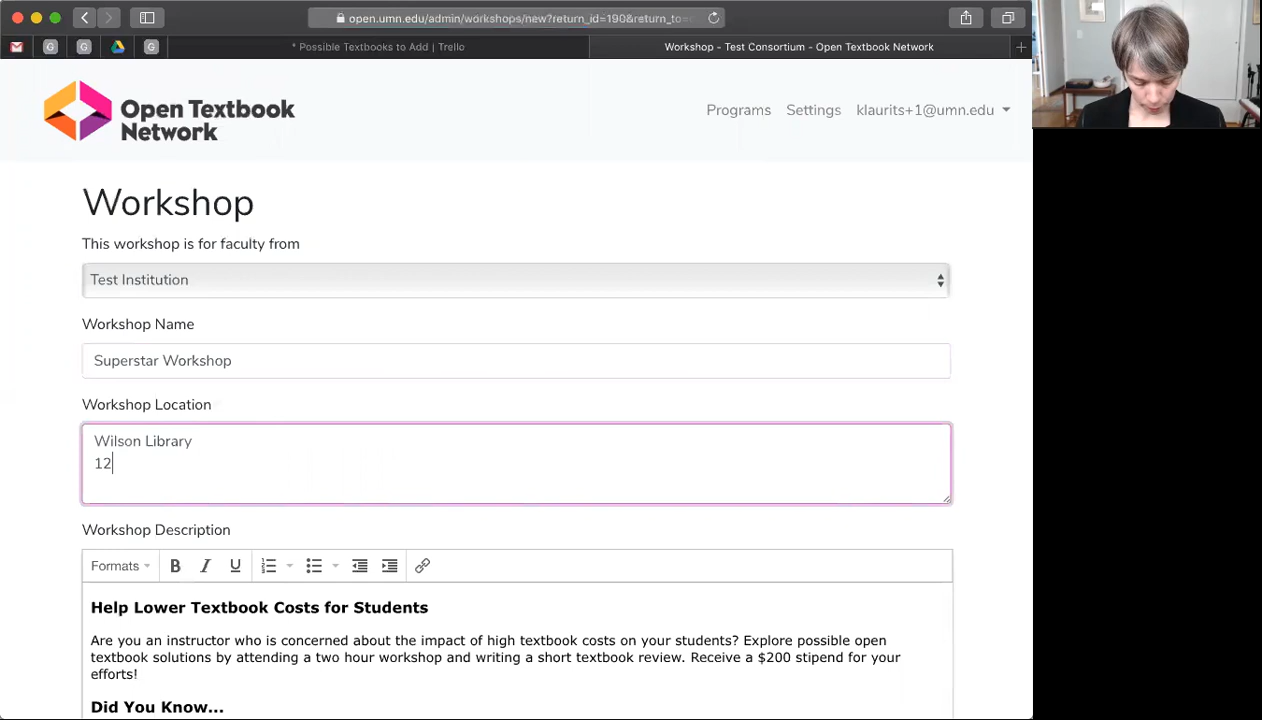 open.umn.edu/admin/workshops/new?return_id=190&return_to=
* Possible Textbooks to Add | Trello
Workshop - Test Consortium - Open Textbook Network
Open Textbook
Network
Programs
Settings
klaurits+1@umn.edu
Workshop
This workshop is for faculty from
Test Institution
Workshop Name
Superstar Workshop
Workshop Location
Wilson Library
12
Workshop Description
Formats
B
I
U
Help Lower Textbook Costs for Students
Are you an instructor who is concerned about the impact of high textbook costs on your students? Explore possible open
textbook solutions by attending a two hour workshop and writing a short textbook review. Receive a $200 stipend for your
efforts!
Did You Know...